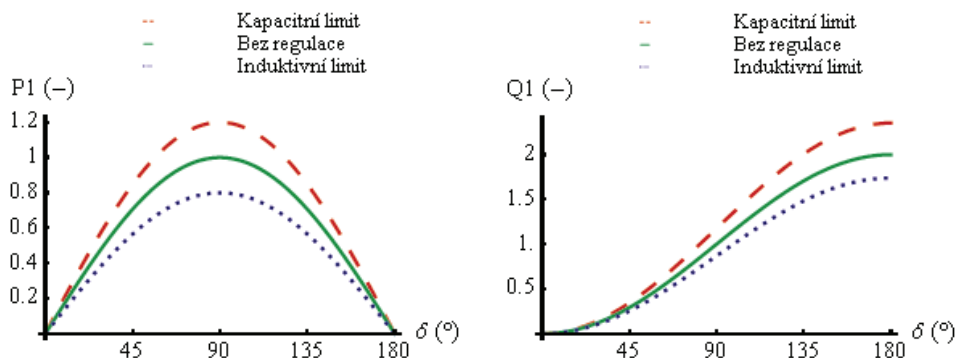 Kapacitní limit
Bez regulace
Induktivní limit
P1 (–)
1.2
1
0.8
0.6
0.4
0.2
45
90
135
180
δ (º)
Kapacitní limit
Bez regulace
Induktivní limit
Q1 (–)
2
1.5
1
0.5
45
90
135
180
δ (º)